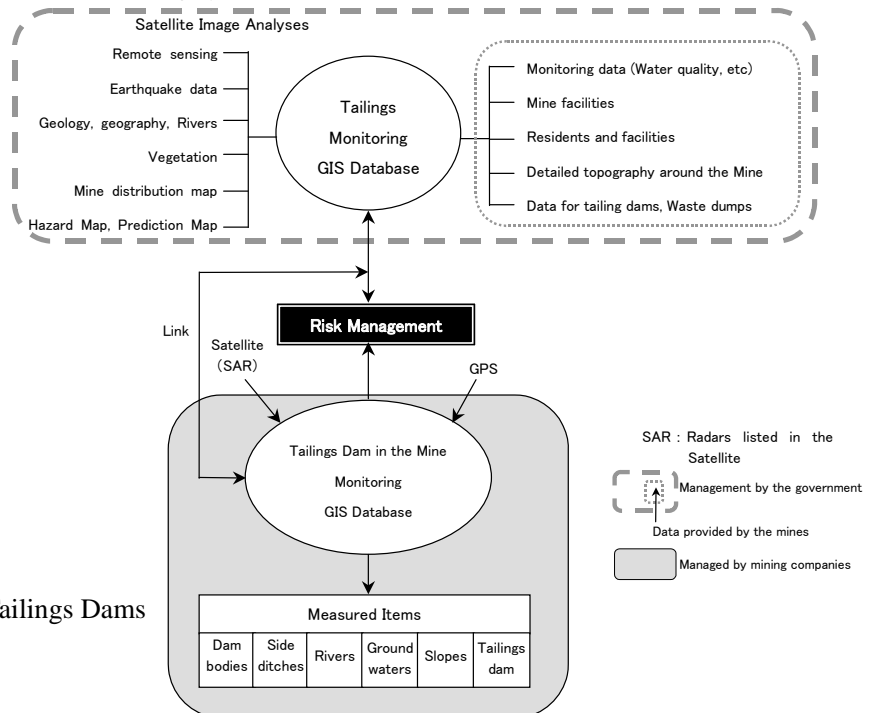 Satellite Image Analyses
Remote sensing
Earthquake data
Geology, geography, Rivers
Vegetation
Mine distribution map
Hazard Map, Prediction Map
Tailings
Monitoring
GIS Database
Monitoring data (Water quality, etc)
Mine facilities
Residents and facilities
Detailed topography around the Mine
Data for tailing dams, Waste dumps
Link
Risk Management
Satellite
(SAR)
GPS
Tailings Dam in the Mine
Monitoring
GIS Database
SAR : Radars listed in the
Satellite
Management by the government
Data provided by the mines
Managed by mining companies
ailings Dams
Measured Items
Dam
bodies
Side
ditches
Rivers
Ground
waters
Slopes
Tailings
dam